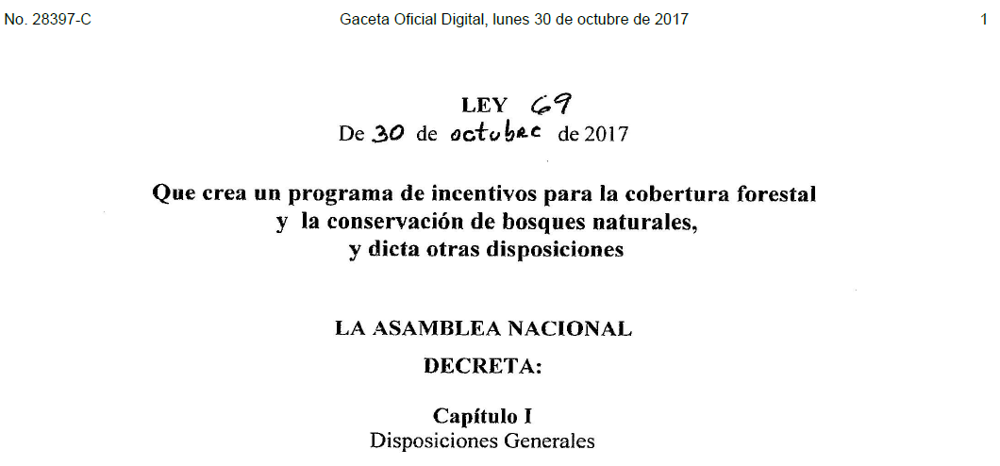 No. 28397-C Gaceta Oficial Digital, lunes 30 de octubre de 2017 1
LEY 69
De 30 de octubre de 2017
Que crea un programa de incentivos para la cobertura forestal
y la conservación de bosques naturales,
y dicta otras disposiciones
LA ASAMBLEA NACIONAL
DECRETA:
Capítulo I
Disposiciones Generales